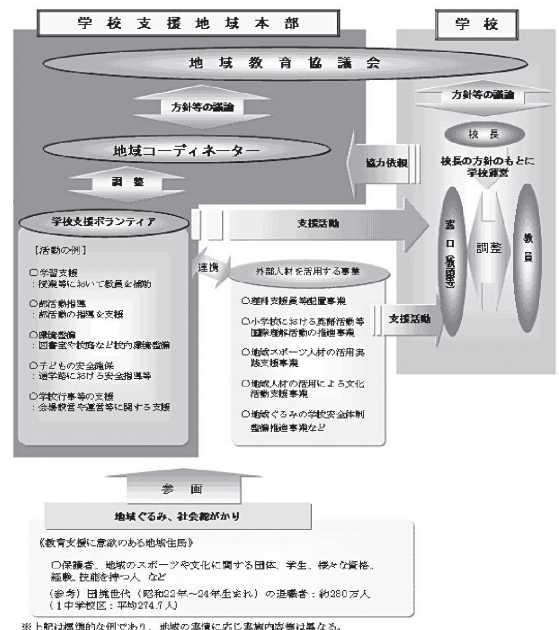 学校支援地域本部
学校
地域教育協議会
方針等の議論
方針等の議論
校長
地域コーディネーター
協力依頼
校長の方針のもとに
学校運営
調整
学校支援ボランティア
支援活動
[活動の例]
○学習支援
：授業等において教員を補助
○部活動指導
：部活動の指導を支援
○環境整備
：図書室や校庭など校内環境整備
○子どもの安全確保
：通学路における安全指導等
○学校行事等の支援
：会場設営や運営等に関する支援
連携
外部人材を活用する事業
○理科支援員等配置事業
○小学校における英語活動等
国際理解活動の推進事業
○地域スポーツ人材の活用実
践支援事業
○地域人材の活用による文化
活動支援事業
○地域ぐるみの学校安全体制
整備推進事業など
支援活動
窓口(教頭等)
調整
教員
参画
地域ぐるみ、社会総がかり
《教育支援に意欲のある地域住民》
○保護者、地域のスポーツや文化に関する団体、学生、様々な資格、
経験、技能を持つ人 など
(参考) 団塊世代 (昭和22年～24年生まれ) の退職者：約280万人
(1中学校区：平均274.7人)
※上記は標準的な例であり、地域の実情に応じ実施内容等は異なる。